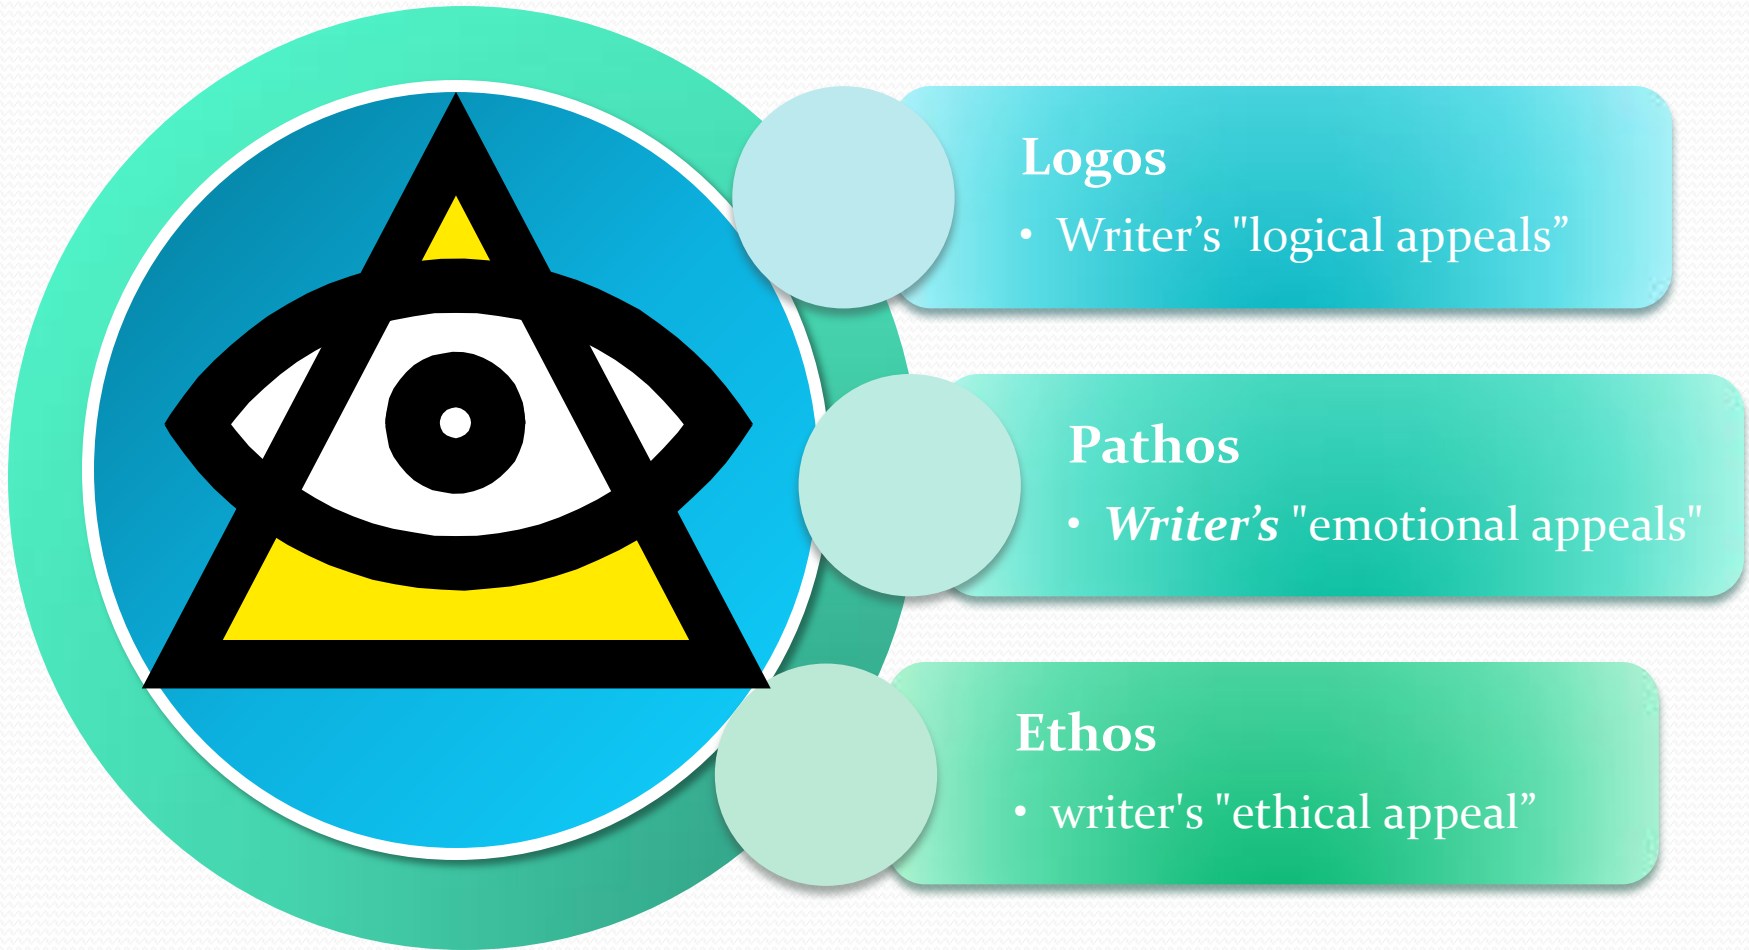 Logos
• Writer’s "logical appeals”
Pathos
• Writer’s "emotional appeals"
Ethos
• writer's "ethical appeal”